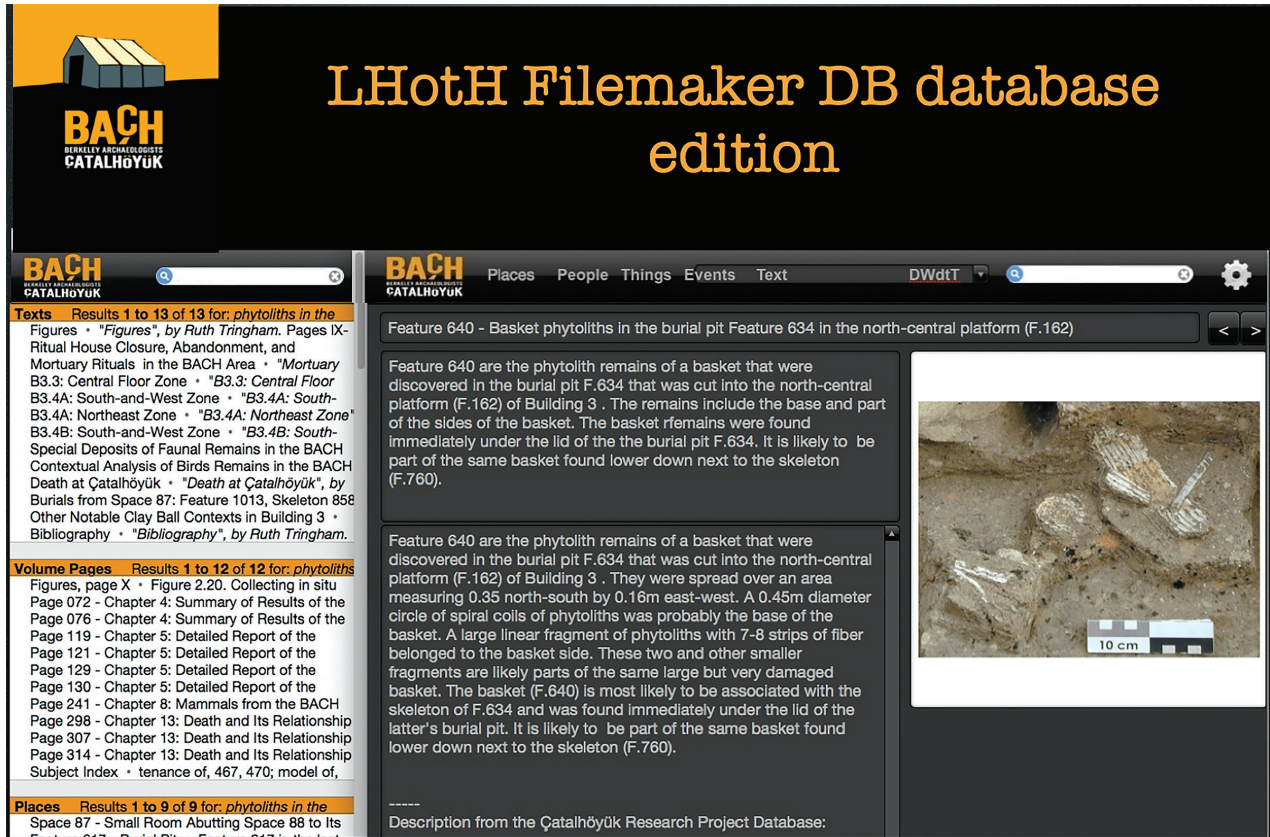 BAÇH
BERKELEY ARCHAEOLOGISTS
ÇATALHÖYÜK
LHotH Filemaker DB database
edition
BAÇH
BERKELEY ARCHAEOLOGISTS
ÇATALHÖYÜK
Texts Results 1 to 13 of 13 for: phytoliths in the
Figures • "Figures", by Ruth Tringham. Pages IX-
Ritual House Closure, Abandonment, and
Mortuary Rituals in the BACH Area • "Mortuary
B3.3: Central Floor Zone • "B3.3: Central Floor
B3.4A: South-and-West Zone • "B3.4A: South-
B3.4A: Northeast Zone • "B3.4A: Northeast Zone"
B3.4B: South-and-West Zone • "B3.4B: South-
Special Deposits of Faunal Remains in the BACH
Contextual Analysis of Birds Remains in the BACH
Death at Çatalhöyük • "Death at Çatalhöyük", by
Burials from Space 87: Feature 1013, Skeleton 858
Other Notable Clay Ball Contexts in Building 3 •
Bibliography • "Bibliography", by Ruth Tringham.
Volume Pages Results 1 to 12 of 12 for: phytoliths
Figures, page X • Figure 2.20. Collecting in situ
Page 072 - Chapter 4: Summary of Results of the
Page 076 - Chapter 4: Summary of Results of the
Page 119 - Chapter 5: Detailed Report of the
Page 121 - Chapter 5: Detailed Report of the
Page 129 - Chapter 5: Detailed Report of the
Page 130 - Chapter 5: Detailed Report of the
Page 241 - Chapter 8: Mammals from the BACH
Page 298 - Chapter 13: Death and Its Relationship
Page 307 - Chapter 13: Death and Its Relationship
Page 314 - Chapter 13: Death and Its Relationship
Subject Index • tenance of, 467, 470; model of,
Places Results 1 to 9 of 9 for: phytoliths in the
Space 87 - Small Room Abutting Space 88 to Its
BAÇH
BERKELEY ARCHAEOLOGISTS
ÇATALHÖYÜK
Places People Things Events Text DWdtT
Feature 640 - Basket phytoliths in the burial pit Feature 634 in the north-central platform (F.162)
< >
Feature 640 are the phytolith remains of a basket that were
discovered in the burial pit F.634 that was cut into the north-central
platform (F.162) of Building 3 . The remains include the base and part
of the sides of the basket. The basket rfemains were found
immediately under the lid of the the burial pit F.634. It is likely to be
part of the same basket found lower down next to the skeleton
(F.760).
Feature 640 are the phytolith remains of a basket that were
discovered in the burial pit F.634 that was cut into the north-central
platform (F.162) of Building 3 . They were spread over an area
measuring 0.35 north-south by 0.16m east-west. A 0.45m diameter
circle of spiral coils of phytoliths was probably the base of the
basket. A large linear fragment of phytoliths with 7-8 strips of fiber
belonged to the basket side. These two and other smaller
fragments are likely parts of the same large but very damaged
basket. The basket (F.640) is most likely to be associated with the
skeleton of F.634 and was found immediately under the lid of the
latter's burial pit. It is likely to be part of the same basket found
lower down next to the skeleton (F.760).
-----
Description from the Çatalhöyük Research Project Database:
10 cm